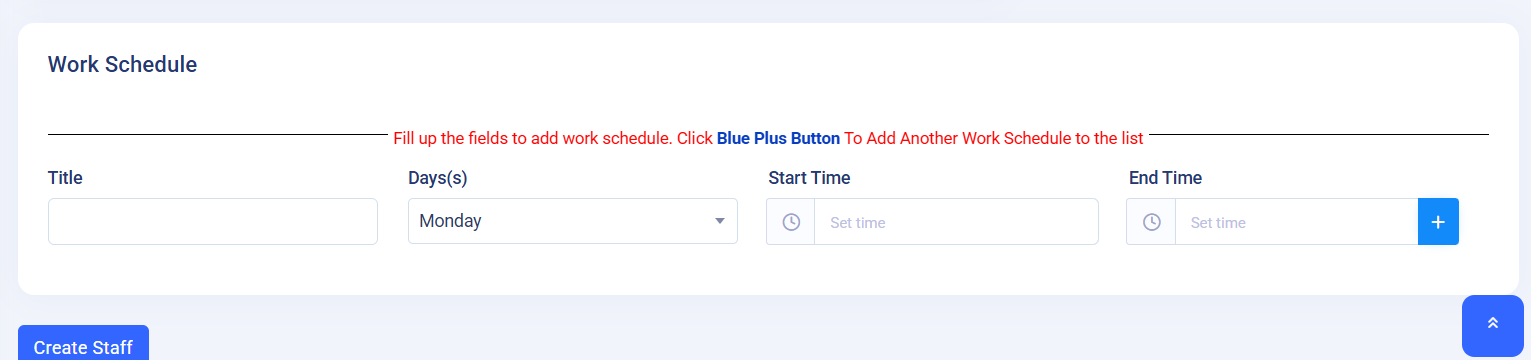 Work Schedule
Fill up the fields to add work schedule. Click Blue Plus Button To Add Another Work Schedule to the list
Title Days(s) Start Time End Time
Monday Set time Set time +
Create Staff